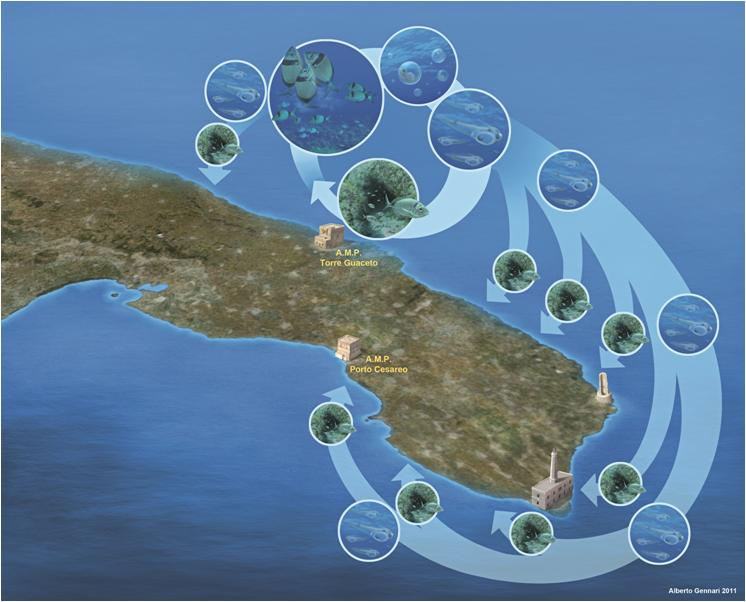 A.M.P.
Torre Guaceto
A.M.P.
Porto Cesareo
Alberto Gennari 2011